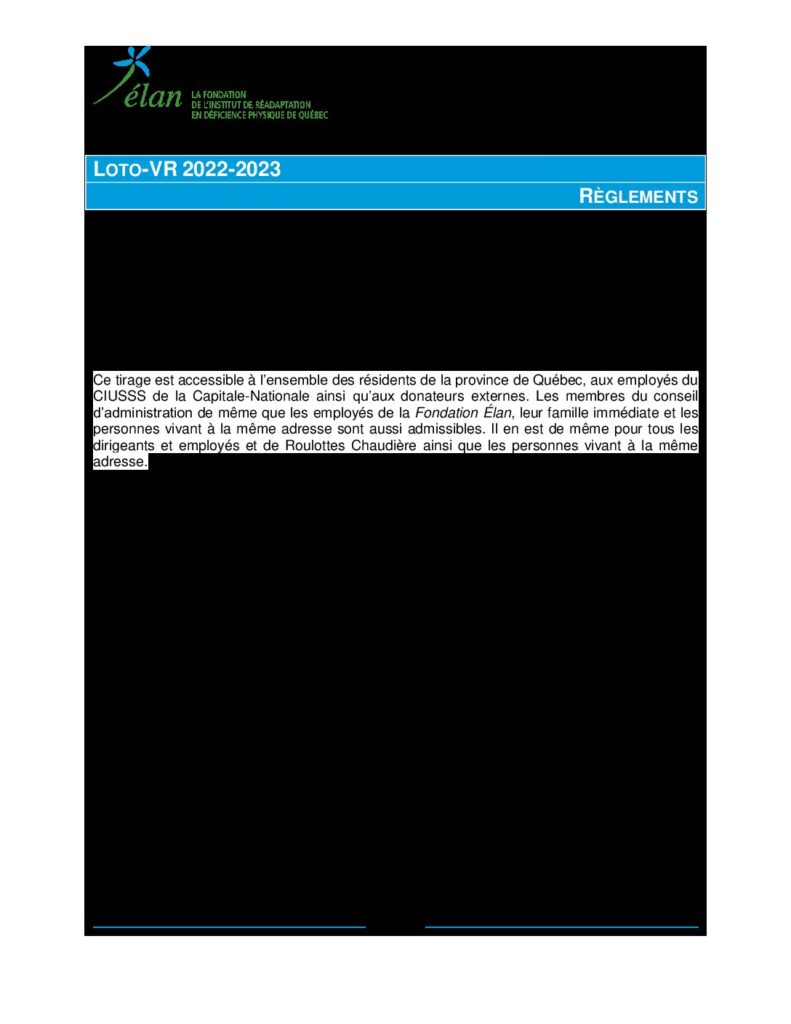 élan
LA FONDATION
DE L'INSTITUT DE RÉADAPTATION
EN DÉFICIENCE PHYSIQUE DE QUÉBEC
LOTO-VR 2022-2023
RÈGLEMENTS
Ce tirage est accessible à l'ensemble des résidents de la province de Québec, aux employés du
CIUSSS de la Capitale-Nationale ainsi qu'aux donateurs externes. Les membres du conseil
d'administration de même que les employés de la Fondation Élan, leur famille immédiate et les
personnes vivant à la même adresse sont aussi admissibles. Il en est de même pour tous les
dirigeants et employés et de Roulottes Chaudière ainsi que les personnes vivant à la même
adresse.